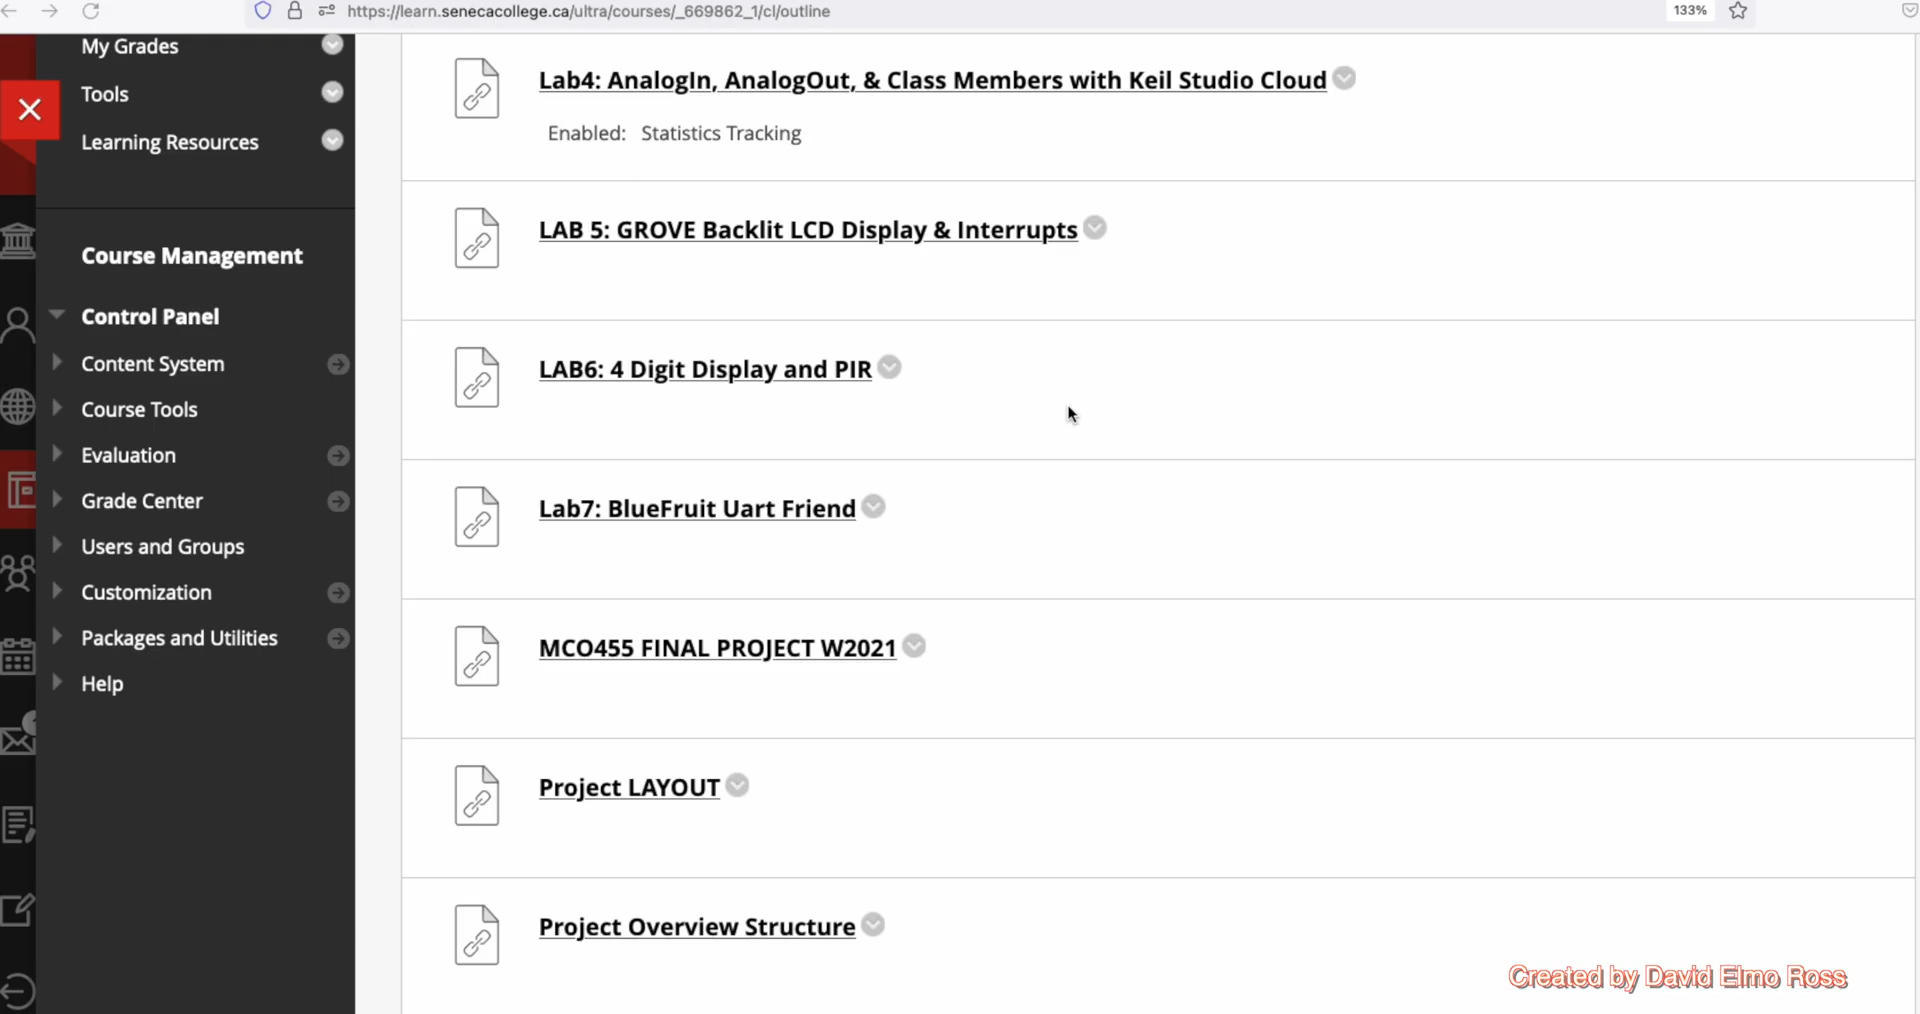 https://learn.senecacollege.ca/ultra/courses/_669862_1/cl/outline
133%
My Grades
Tools
Learning Resources
Course Management
Control Panel
Content System
Course Tools
Evaluation
Grade Center
Users and Groups
Customization
Packages and Utilities
Help
Lab4: AnalogIn, AnalogOut, & Class Members with Keil Studio Cloud
Enabled: Statistics Tracking
LAB 5: GROVE Backlit LCD Display & Interrupts
LAB6: 4 Digit Display and PIR
Lab7: BlueFruit Uart Friend
MCO455 FINAL PROJECT W2021
Project LAYOUT
Project Overview Structure
Created by David Elmo Ross